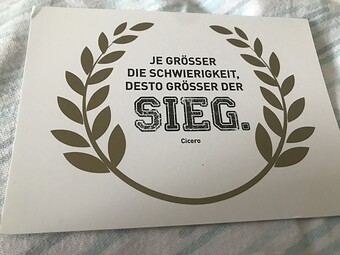 JE GRÖSSER
DIE SCHWIERIGKEIT,
DESTO GRÖSSER DER
SIEG.
Cicero